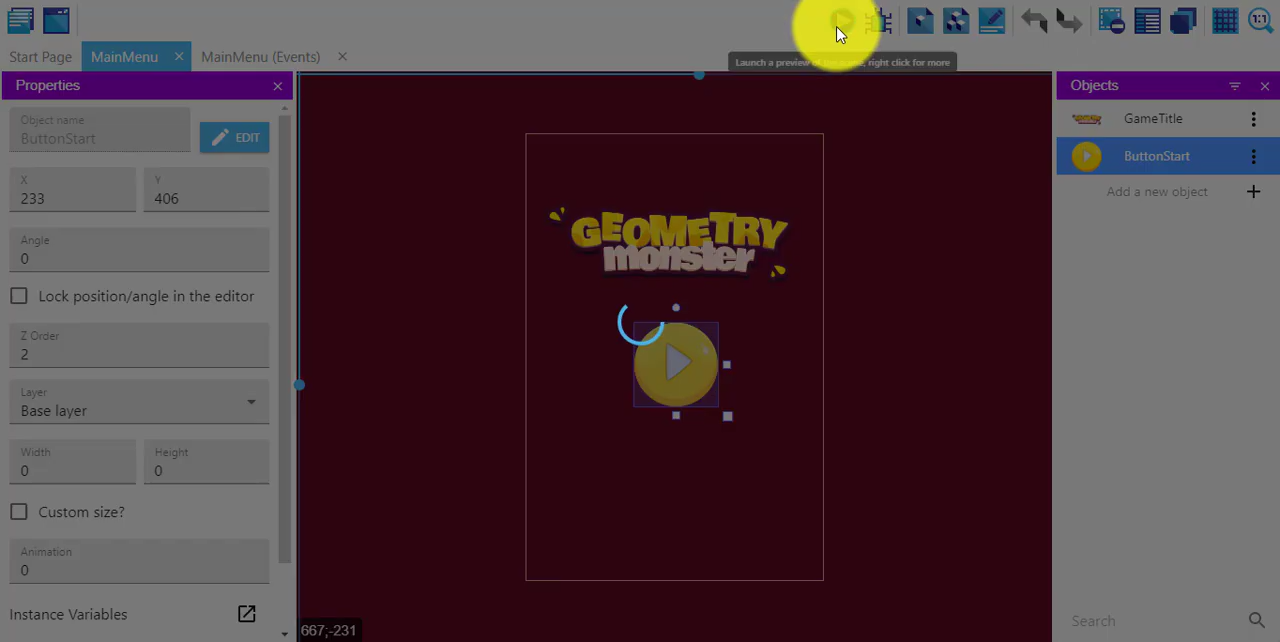 Launch a preview of the scene, right click for more
Start Page
MainMenu
MainMenu (Events)
Properties
Object name
ButtonStart
EDIT
X
233
Y
406
Angle
0
Lock position/angle in the editor
Z Order
2
Layer
Base layer
Width
0
Height
0
Custom size?
Animation
0
Instance Variables
GEOMETRY
monster
667;-231
Objects
GameTitle
ButtonStart
Add a new object
Search
1:1